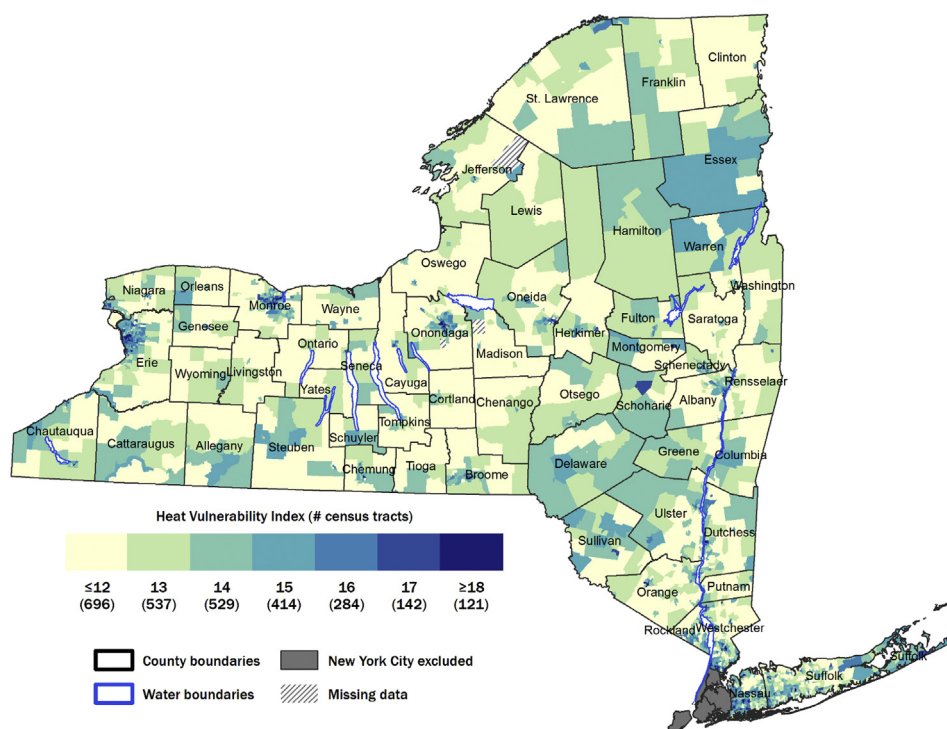 Clinton
Franklin
St. Lawrence
Essex
Jefferson
Lewis
Hamilton
Warren
Oswego
Washington
Niagara
Orleans
Monroe
Wayne
Oneida
Fulton
Saratoga
Genesee
Onondaga
Herkimer
Ontario
Montgomery
Seneca
Madison
Schenectady
Erie
Wyoming
Livingston
Cayuga
Rensselaer
Yates
Otsego
Albany
Cortland
Chenango
Schoharie
Chautauqua
Tompkins
Cattaraugus
Allegany
Steuben
Schuyler
Greene
Columbia
Delaware
Chemung
Tioga
Broome
Heat Vulnerability Index (# census tracts)
Ulster
Dutchess
Sullivan
≤12 13 14 15 16 17 ≥18
(696) (537) (529) (414) (284) (142) (121)
Orange
Putnam
Rockland
Westchester
County boundaries
New York City excluded
Water boundaries
Missing data
Suffolk
Suffolk
Nassau